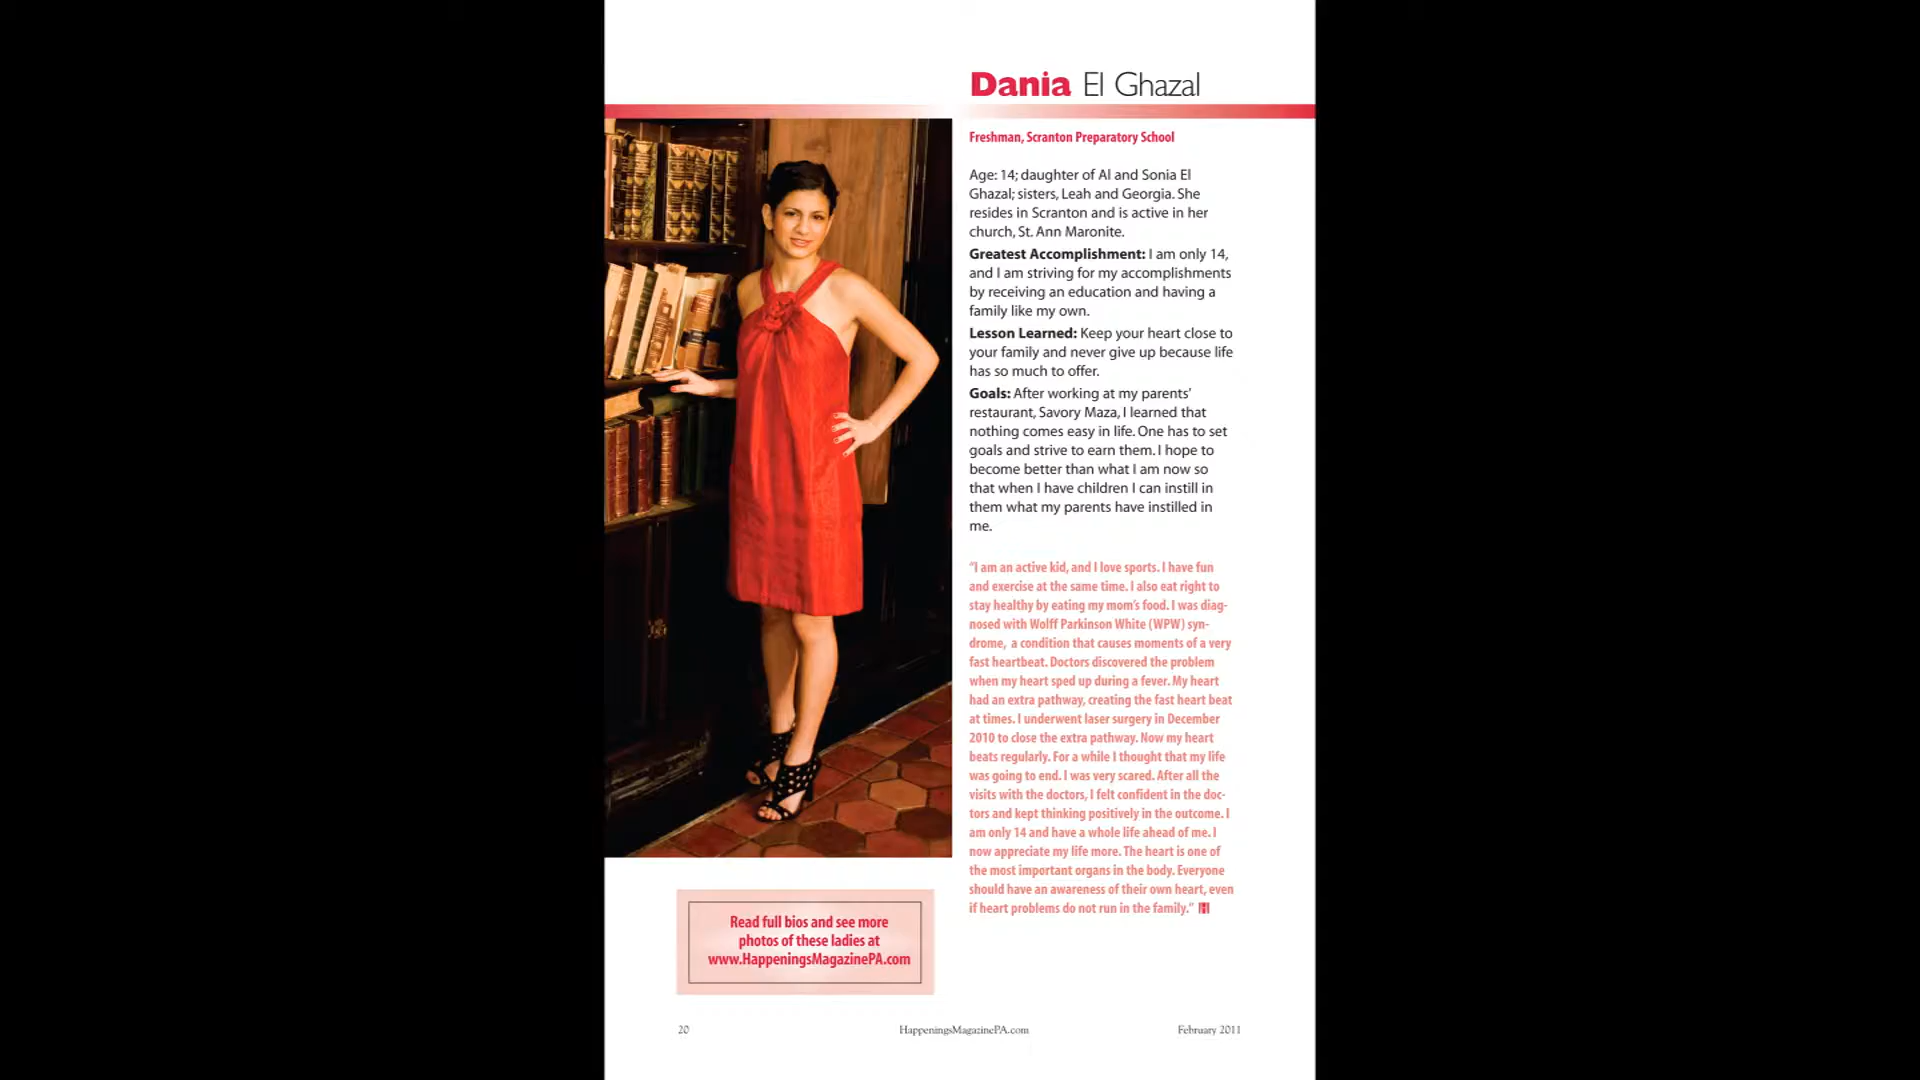 Dania El Ghazal
Freshman, Scranton Preparatory School
Age: 14; daughter of Al and Sonia El
Ghazal; sisters, Leah and Georgia. She
resides in Scranton and is active in her
church, St. Ann Maronite.
Greatest Accomplishment: I am only 14,
and I am striving for my accomplishments
by receiving an education and having a
family like my own.
Lesson Learned: Keep your heart close to
your family and never give up because life
has so much to offer.
Goals: After working at my parents'
restaurant, Savory Maza, I learned that
nothing comes easy in life. One has to set
goals and strive to earn them. I hope to
become better than what I am now so
that when I have children I can instill in
them what my parents have instilled in
me.
“I am an active kid, and I love sports. I have fun
and exercise at the same time. I also eat right to
stay healthy by eating my mom's food. I was diag-
nosed with Wolff Parkinson White (WPW) syn-
drome, a condition that causes moments of a very
fast heartbeat. Doctors discovered the problem
when my heart sped up during a fever. My heart
had an extra pathway, creating the fast heart beat
at times. I underwent laser surgery in December
2010 to close the extra pathway. Now my heart
beats regularly. For a while I thought that my life
was going to end. I was very scared. After all the
visits with the doctors, I felt confident in the doc-
tors and kept thinking positively in the outcome. I
am only 14 and have a whole life ahead of me. I
now appreciate my life more. The heart is one of
the most important organs in the body. Everyone
should have an awareness of their own heart, even
if heart problems do not run in the family.”
Read full bios and see more
photos of these ladies at
www.HappeningsMagazinePA.com
20
HappeningsMagazinePA.com
February 2011